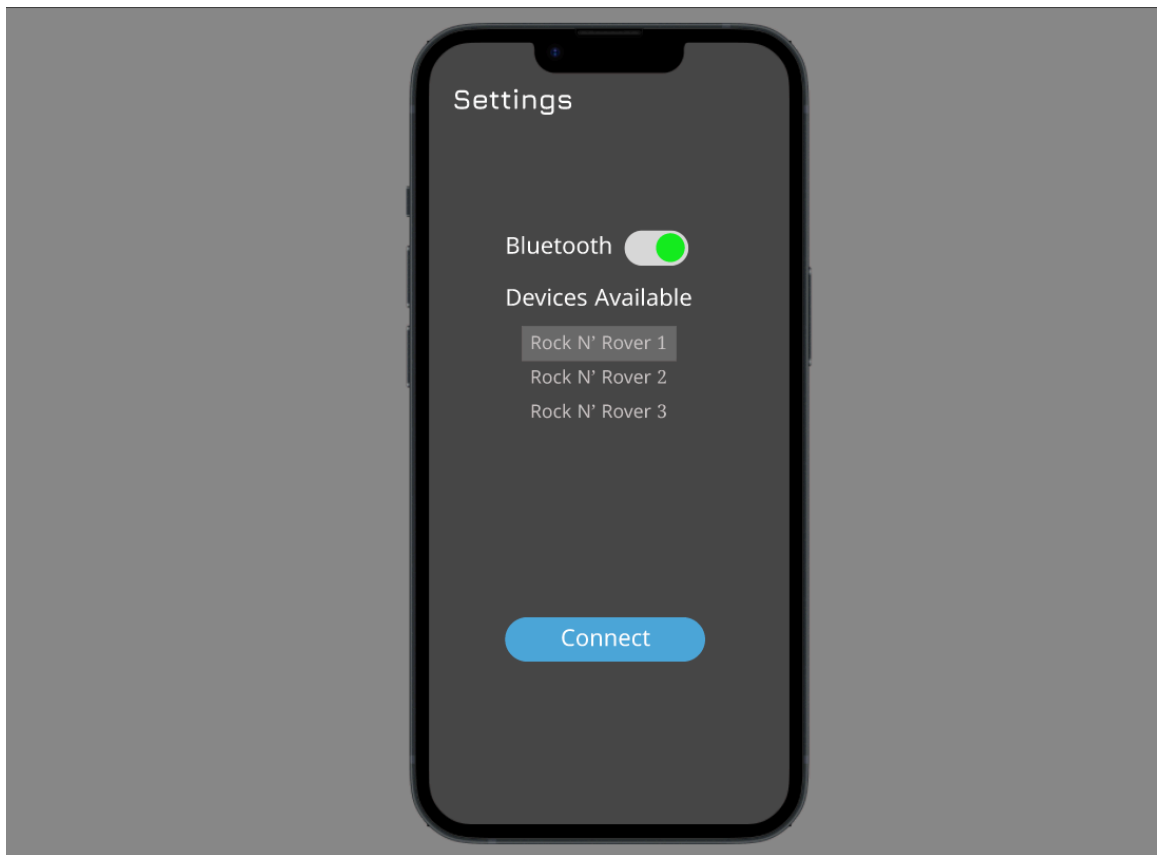 Settings
Bluetooth
Devices Available
Rock N’ Rover 1
Rock N’ Rover 2
Rock N’ Rover 3
Connect